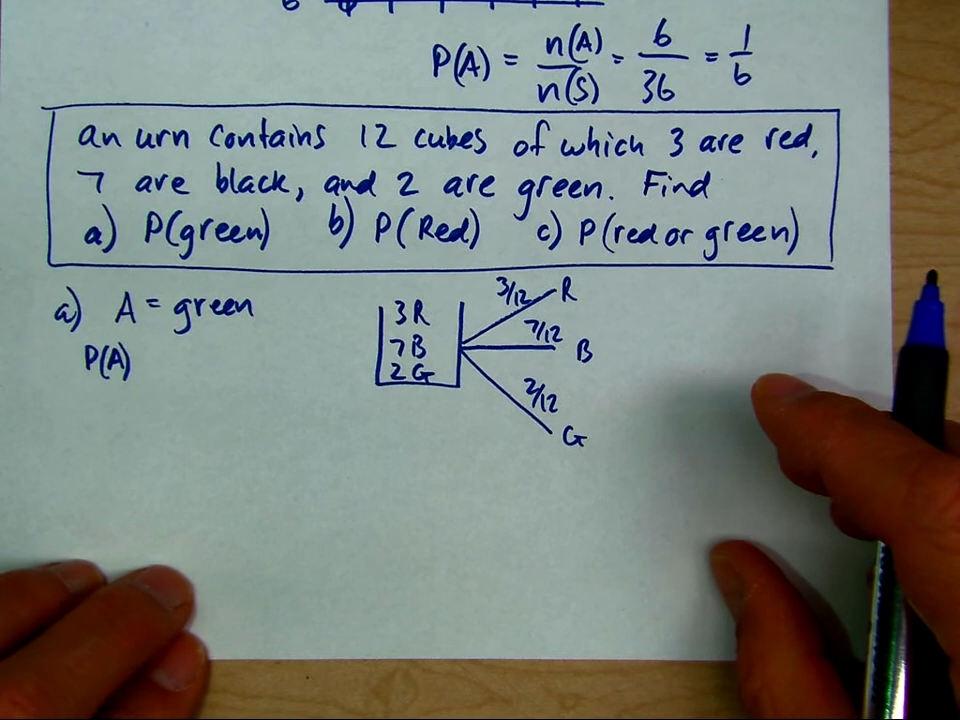 6
P(A) = n(A)/n(S) = 6/36 = 1/6
an urn contains 12 cubes of which 3 are red,
7 are black, and 2 are green. Find
a) P(green) b) P(Red) c) P(red or green)
a) A = green
P(A)
3R
7B
2G
3/12 R
7/12 B
2/12 G